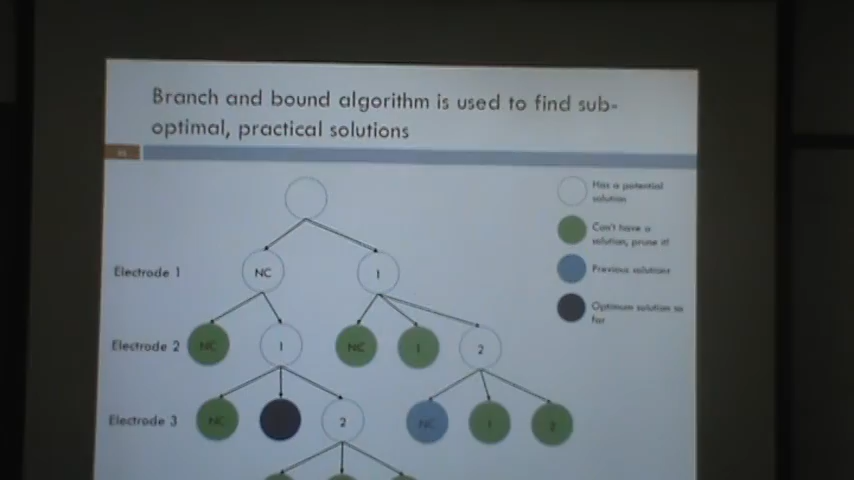 Branch and bound algorithm is used to find sub-
optimal, practical solutions
Has a potential
solution
Can't have a
solution, prune it!
Previous solutions
Optimum solution so
far
Electrode 1
NC
1
Electrode 2
NC
1
NC
1
2
Electrode 3
NC
2
NC
1
2